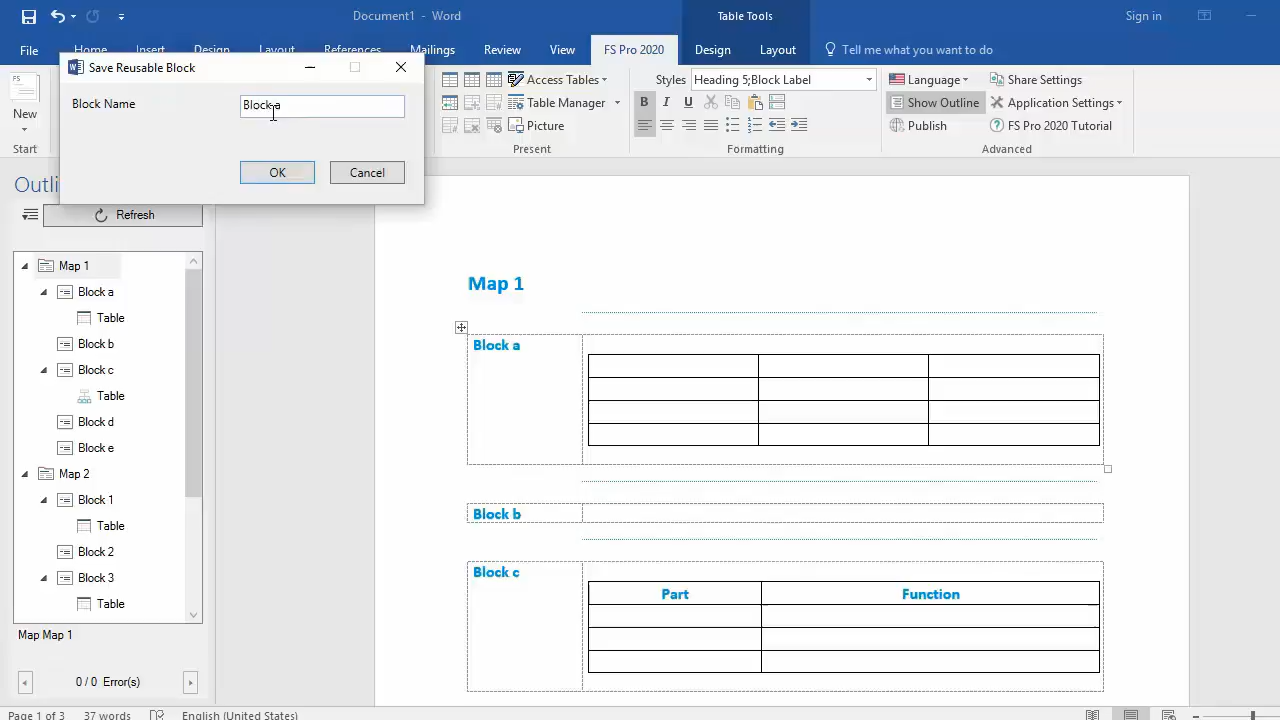 Document1 - Word
Table Tools
Sign in
File
Home
Insert
Design
Layout
References
Mailings
Review
View
FS Pro 2020
Design
Layout
Tell me what you want to do
Save Reusable Block
Block Name
Block a
OK
Cancel
New
Start
Access Tables
Table Manager
Picture
Present
Styles
Heading 5;Block Label
B I U
Formatting
Language
Show Outline
Publish
Share Settings
Application Settings
FS Pro 2020 Tutorial
Advanced
Refresh
Map 1
Block a
Table
Block b
Block c
Table
Block d
Block e
Map 2
Block 1
Table
Block 2
Block 3
Table
Map Map 1
0 / 0 Error(s)
Map 1
Block a
Block b
Block c
Part
Function
Page 1 of 3
37 words
English (United States)